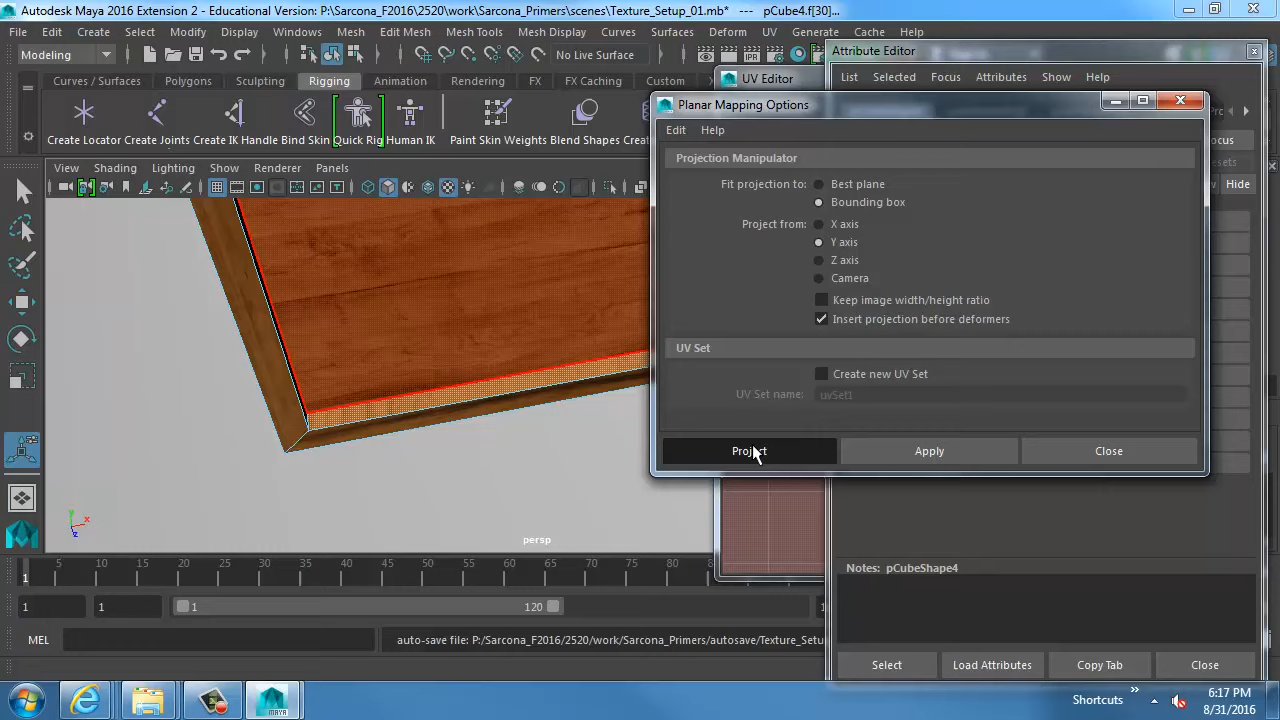 Autodesk Maya 2016 Extension 2 - Educational Version: P:\Sarcona_F2016\2520\work\Sarcona_Primers\scenes\Texture_Setup_01.mb* --- pCube4.f[30]...
File Edit Create Select Modify Display Windows Mesh Edit Mesh Mesh Tools Mesh Display Curves Surfaces Deform UV Generate Cache
Modeling No Live Surface
Attribute Editor
Curves / Surfaces Polygons Sculpting Rigging Animation Rendering FX FX Caching Custom
UV Editor
List Selected Focus Attributes Show Help
Planar Mapping Options
Create Locator Create Joints Create IK Handle Bind Skin Quick Rig Human IK Paint Skin Weights Blend Shapes
Edit Help
Projection Manipulator
View Shading Lighting Show Renderer Panels
Fit projection to: Best plane
Hide
Bounding box
Project from: X axis
Y axis
Z axis
Camera
Keep image width/height ratio
Insert projection before deformers
UV Set
Create new UV Set
UV Set name: uvSet1
Project Apply Close
y x z
persp
5 10 15 20 25 30 35 40 45 50 55 60 65 70 75 80
1
Notes: pCubeShape4
1 1 1 120
MEL auto-save file: P:/Sarcona_F2016/2520/work/Sarcona_Primers/autosave/Texture_Setu
Select Load Attributes Copy Tab Close
MAYA
Shortcuts
6:17 PM
8/31/2016